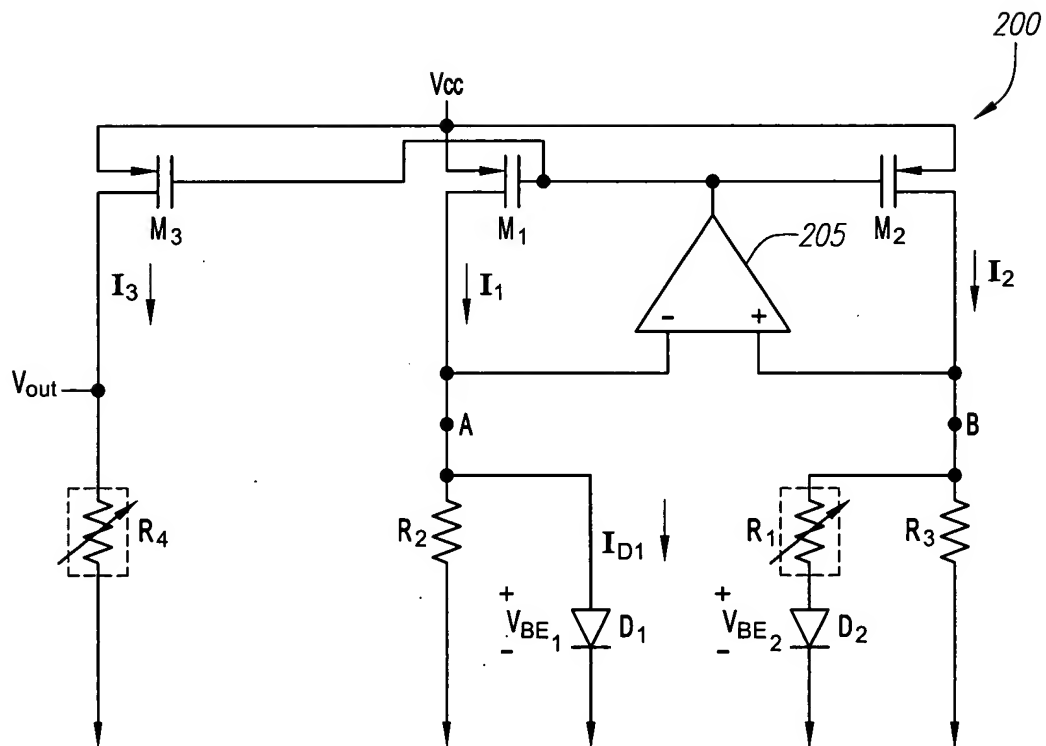 200
Vcc
M3
M1
205
M2
I3
I1
I2
- +
Vout
A
B
R4
R2
ID1
R1
R3
+
VBE1
-
D1
+
VBE2
-
D2